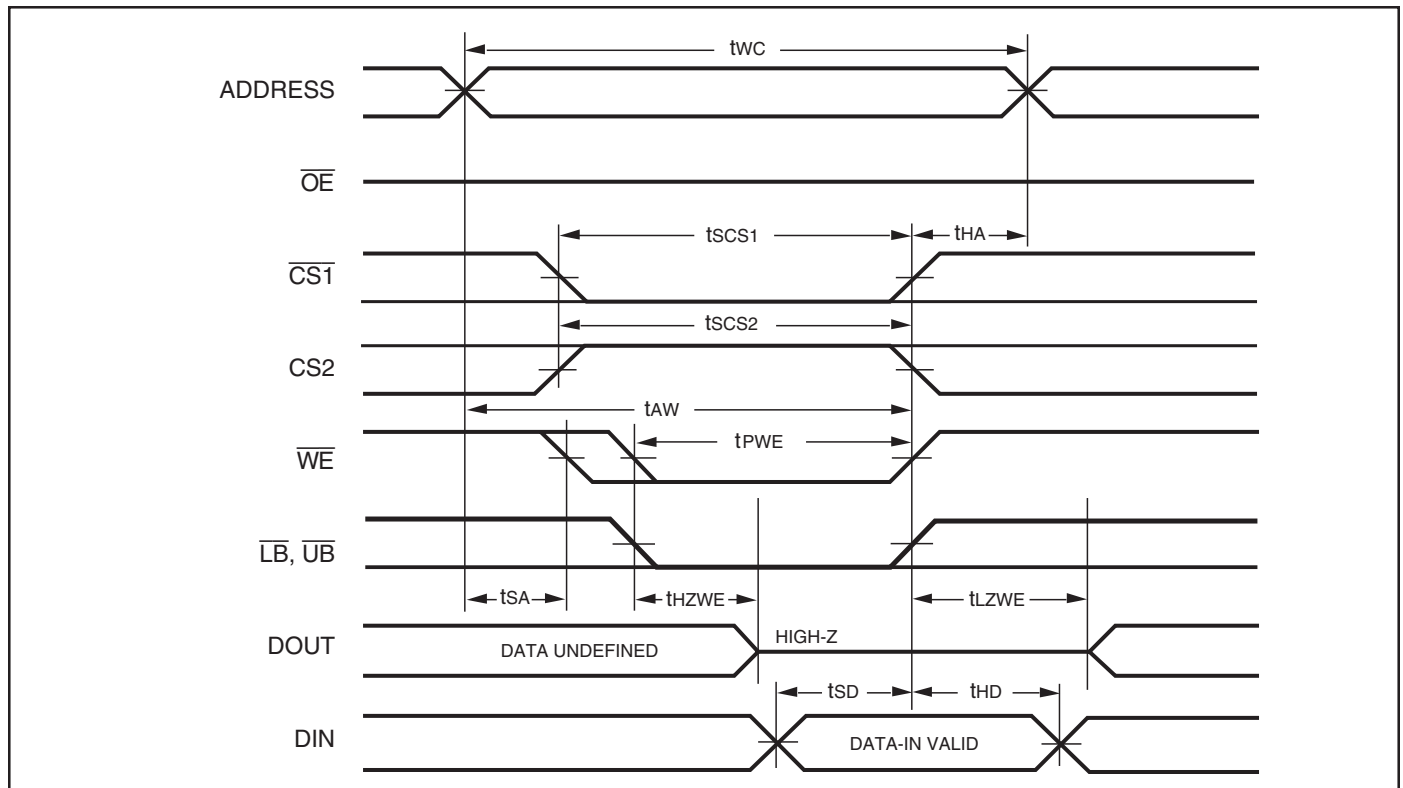 tWC
ADDRESS
OE
tSCS1
tHA
CS1
tSCS2
CS2
tAW
tPWE
WE
LB, UB
tSA
tHZWE
tLZWE
DOUT
DATA UNDEFINED
HIGH-Z
tSD
tHD
DIN
DATA-IN VALID